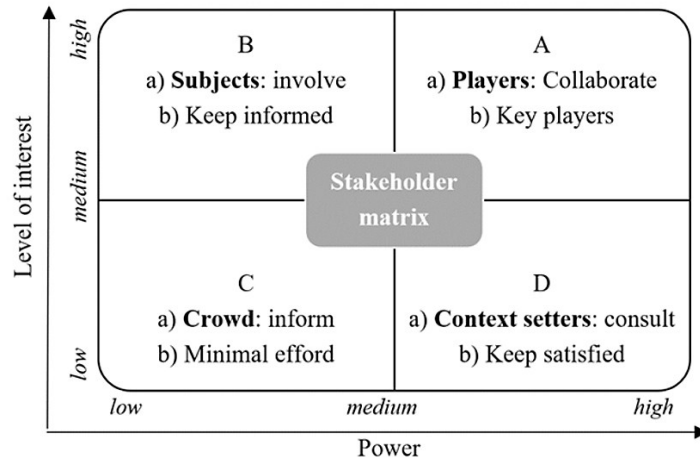 Level of interest
high
medium
low
B
a) Subjects: involve
b) Keep informed
A
a) Players: Collaborate
b) Key players
Stakeholder
matrix
C
a) Crowd: inform
b) Minimal efford
D
a) Context setters: consult
b) Keep satisfied
low
medium
high
Power